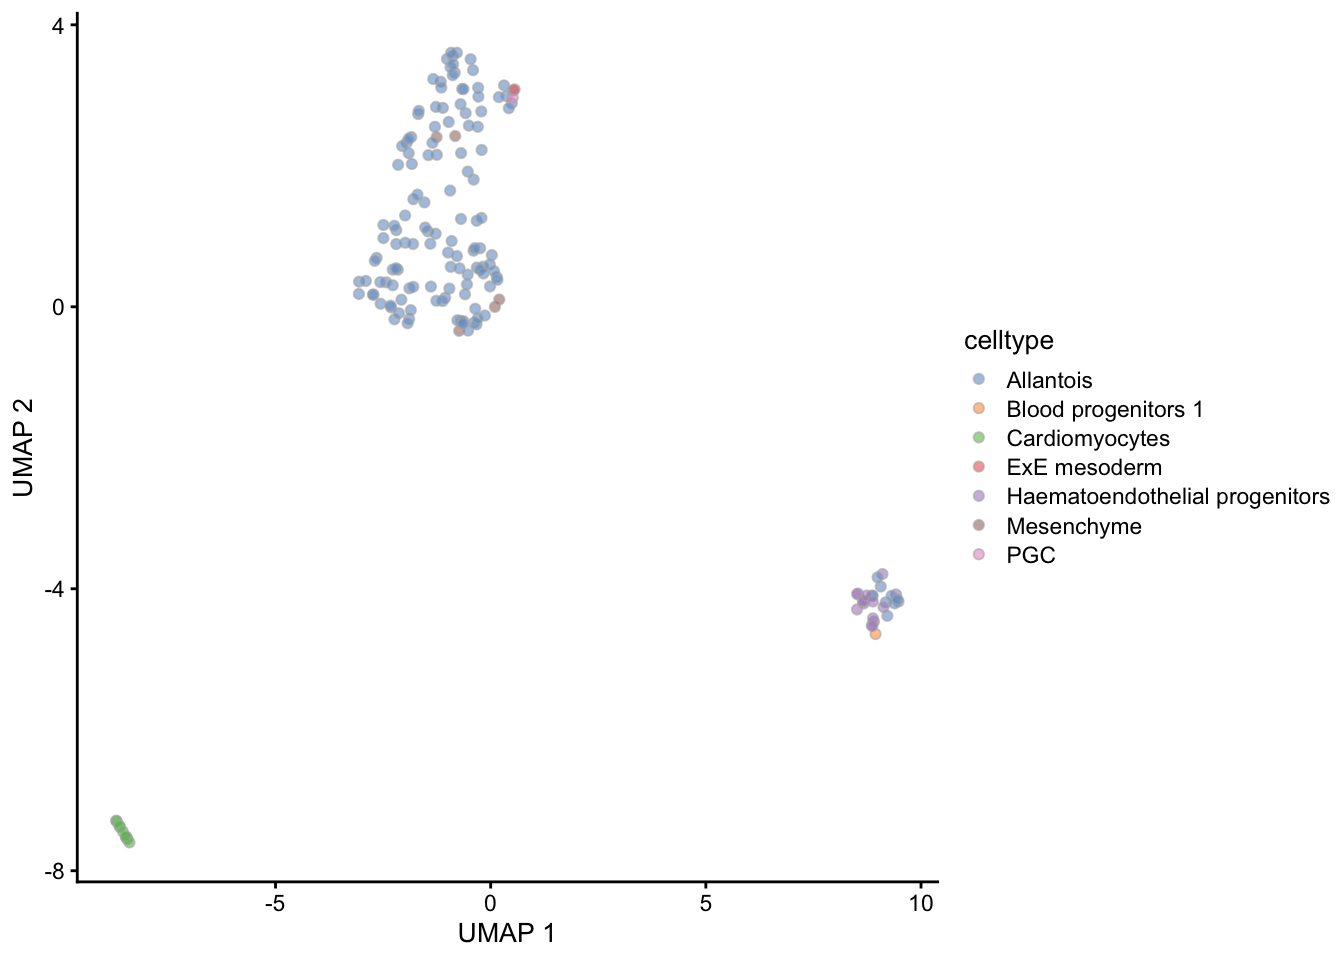 4
0
-4
-8
UMAP 2
-5
0
5
10
UMAP 1
celltype
Allantois
Blood progenitors 1
Cardiomyocytes
ExE mesoderm
Haematoendothelial progenitors
Mesenchyme
PGC